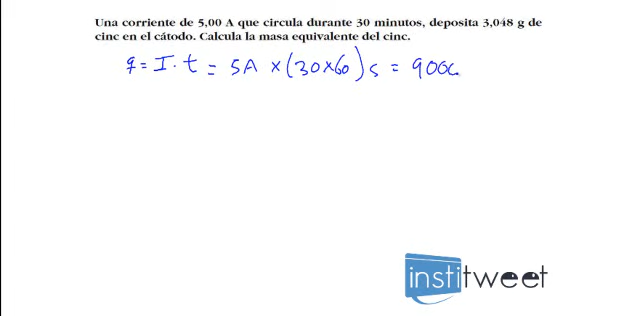 Una corriente de 5,00 A que circula durante 30 minutos, deposita 3,048 g de
cinc en el cátodo. Calcula la masa equivalente del cinc.
q = I · t = 5A × (30×60) s = 900
institweet